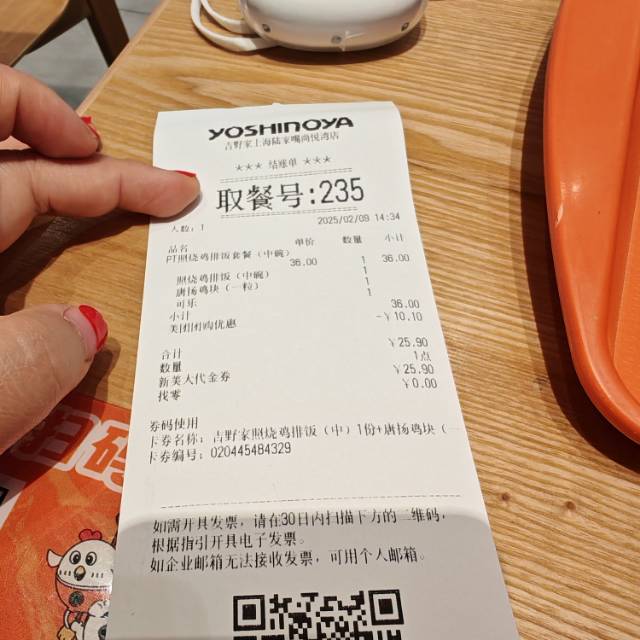 YOSHINOYA
吉野家上海陆家嘴尚悦湾店
*** 结账单 ***
取餐号:235
人数:1 2025/02/09 14:34
品名 单价 数量 小计
PT照烧鸡排饭套餐(中碗)
36.00 1 36.00
照烧鸡排饭(中碗) 1
唐扬鸡块(一粒) 1
可乐 1
小计 36.00
美团团购优惠 -¥10.10
合计 ¥25.90
数量 1点
新美大代金券 ¥25.90
找零 ¥0.00
券码使用
卡券名称: 吉野家照烧鸡排饭(中)1份+唐扬鸡块(一
卡券编号: 020445484329
如需开具发票, 请在30日内扫描下方的二维码,
根据指引开具电子发票。
如企业邮箱无法接收发票, 可用个人邮箱。
扫码